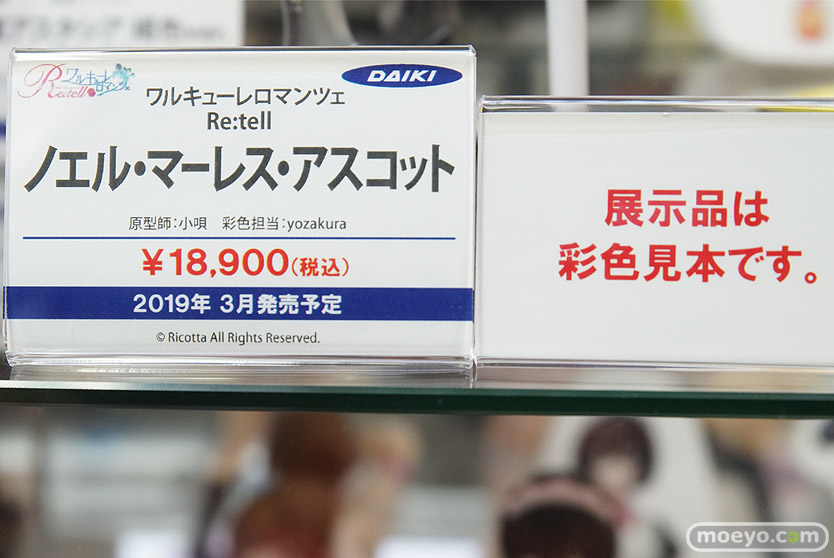 ワルキューレ
Re:tell ロマンツェ
DAIKI
ワルキューレロマンツェ
Re:tell
ノエル・マーレス・アスコット
原型師:小唄 彩色担当:yozakura
¥18,900(税込)
2019年 3月発売予定
© Ricotta All Rights Reserved.
展示品は
彩色見本です。
moeyo.com